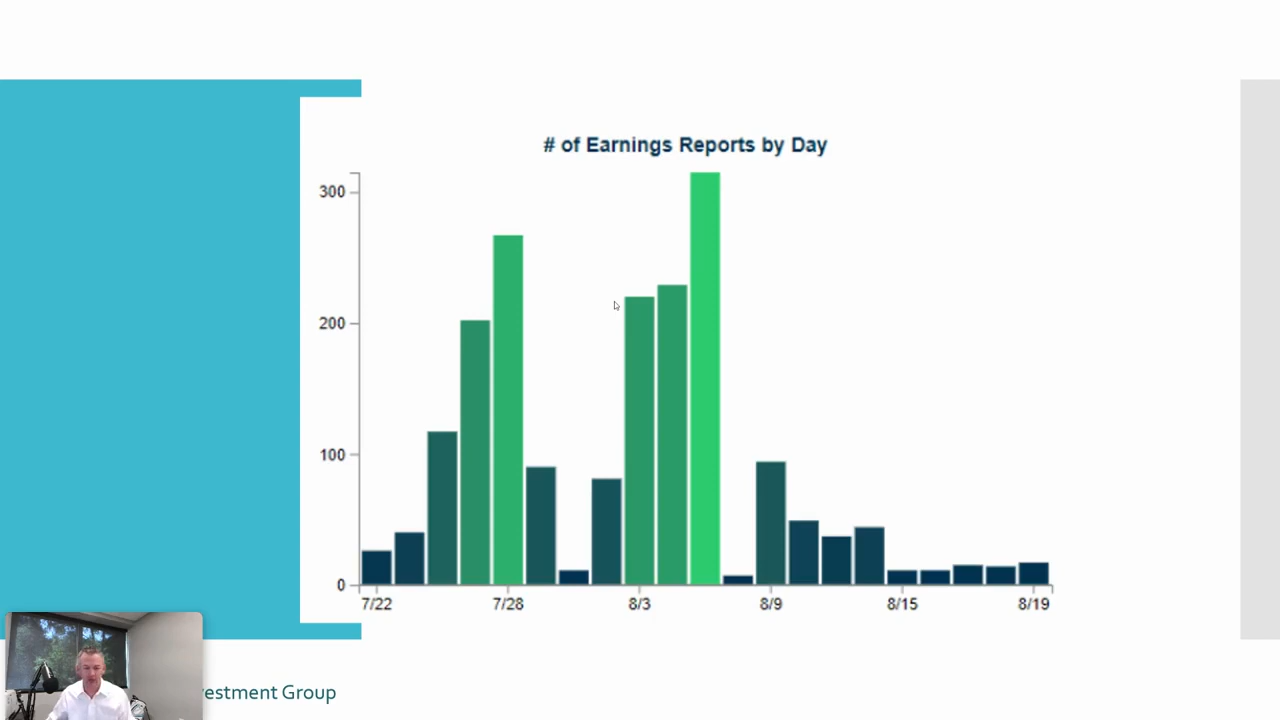 # of Earnings Reports by Day
300
200
100
0
7/22 7/28 8/3 8/9 8/15 8/19
vestment Group